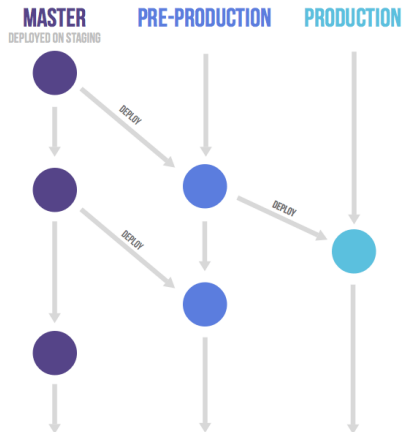 MASTER
DEPLOYED ON STAGING
PRE-PRODUCTION
PRODUCTION
DEPLOY
DEPLOY
DEPLOY